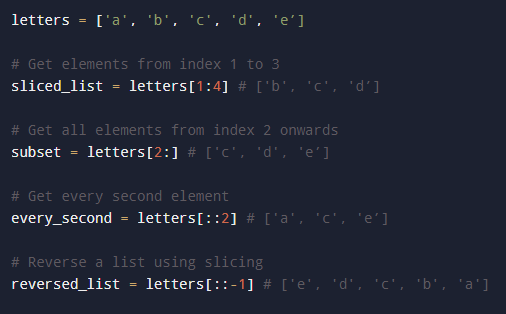 letters = ['a', 'b', 'c', 'd', 'e']
# Get elements from index 1 to 3
sliced_list = letters[1:4] # ['b', 'c', 'd']
# Get all elements from index 2 onwards
subset = letters[2:] # ['c', 'd', 'e']
# Get every second element
every_second = letters[::2] # ['a', 'c', 'e']
# Reverse a list using slicing
reversed_list = letters[::-1] # ['e', 'd', 'c', 'b', 'a']